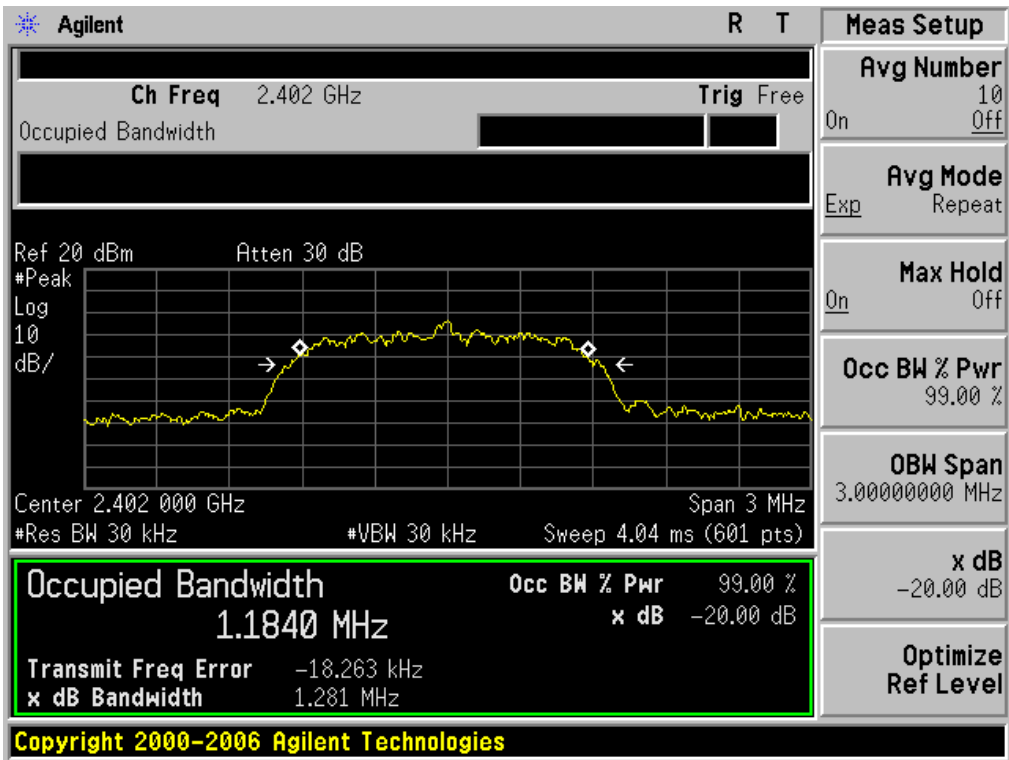 Agilent R T
Ch Freq 2.402 GHz Trig Free
Occupied Bandwidth
Ref 20 dBm Atten 30 dB
#Peak
Log
10
dB/
Center 2.402 000 GHz Span 3 MHz
#Res BW 30 kHz #VBW 30 kHz Sweep 4.04 ms (601 pts)
Occupied Bandwidth
1.1840 MHz
Occ BW % Pwr 99.00 %
x dB -20.00 dB
Transmit Freq Error -18.263 kHz
x dB Bandwidth 1.281 MHz
Copyright 2000-2006 Agilent Technologies
Meas Setup
Avg Number
10
On Off
Avg Mode
Exp Repeat
Max Hold
On Off
Occ BW % Pwr
99.00 %
OBW Span
3.00000000 MHz
x dB
-20.00 dB
Optimize
Ref Level